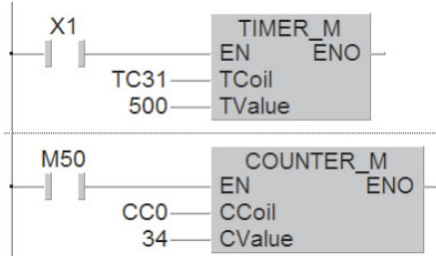 X1
TIMER_M
EN ENO
TC31 TCoil
500 TValue
M50
COUNTER_M
EN ENO
CC0 CCoil
34 CValue